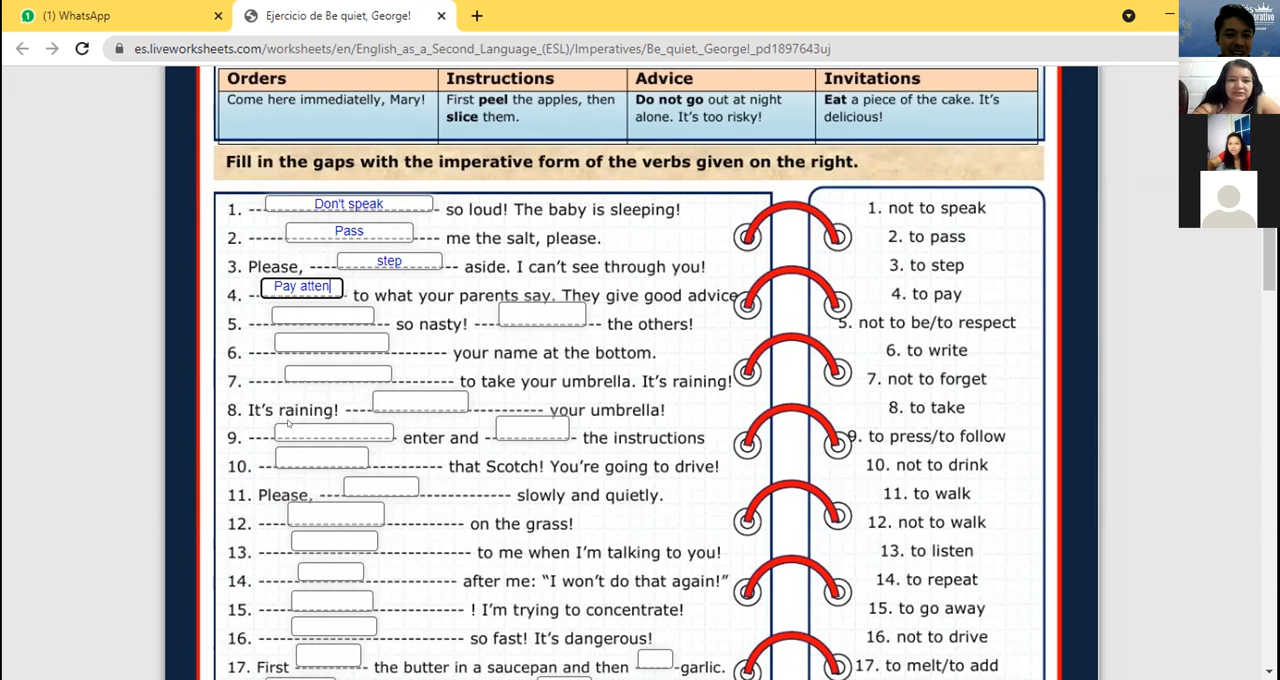 1 (1) WhatsApp
Ejercicio de Be quiet, George!
es.liveworksheets.com/worksheets/en/English_as_a_Second_Language_(ESL)/Imperatives/Be_quiet,_George!_pd1897643uj
Orders Instructions Advice Invitations
Come here immediatelly, Mary! First peel the apples, then Do not go out at night Eat a piece of the cake. It's
slice them. alone. It's too risky! delicious!
Fill in the gaps with the imperative form of the verbs given on the right.
1. Don't speak so loud! The baby is sleeping!
2. Pass me the salt, please.
3. Please, step aside. I can't see through you!
4. Pay atten to what your parents say. They give good advice
5. so nasty! the others!
6. your name at the bottom.
7. to take your umbrella. It's raining!
8. It's raining! your umbrella!
9. enter and the instructions
10. that Scotch! You're going to drive!
11. Please, slowly and quietly.
12. on the grass!
13. to me when I'm talking to you!
14. after me: "I won't do that again!"
15. ! I'm trying to concentrate!
16. so fast! It's dangerous!
17. First the butter in a saucepan and then garlic.
1. not to speak
2. to pass
3. to step
4. to pay
5. not to be/to respect
6. to write
7. not to forget
8. to take
9. to press/to follow
10. not to drink
11. to walk
12. not to walk
13. to listen
14. to repeat
15. to go away
16. not to drive
17. to melt/to add